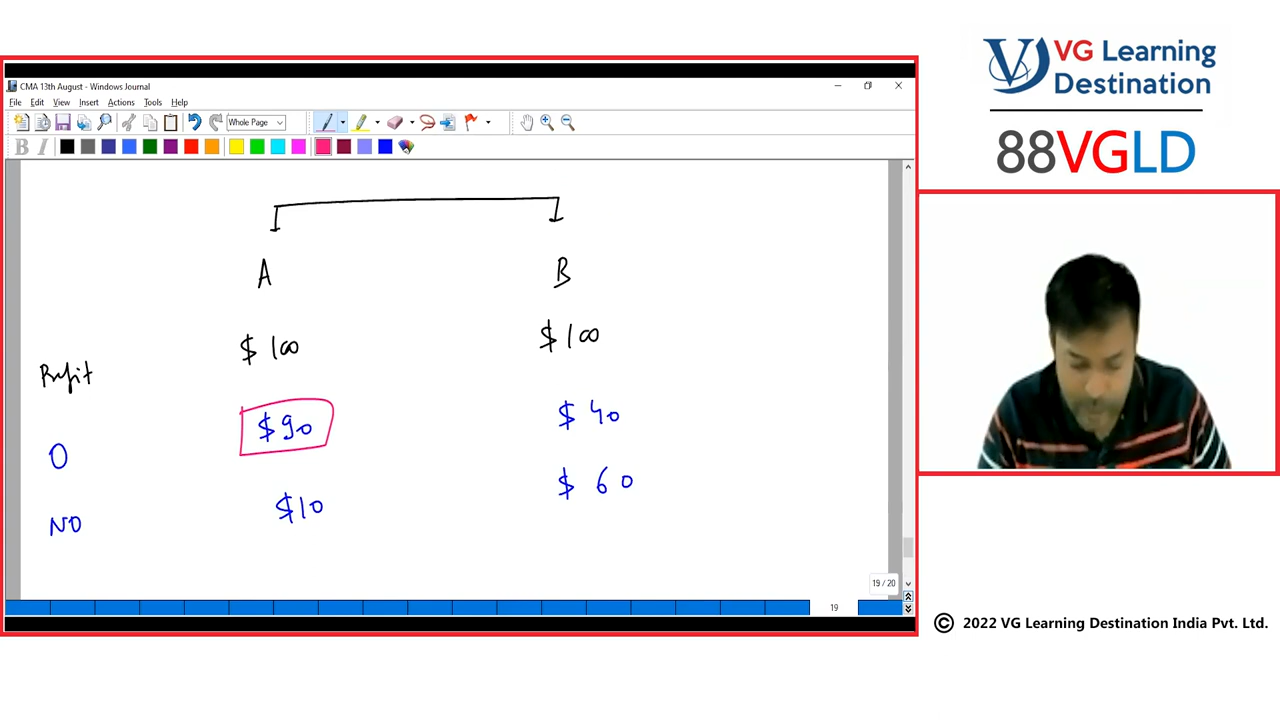 CMA 13th August - Windows Journal
File Edit View Insert Actions Tools Help
Whole Page
B I
A B
$ 100 $ 100
Profit
$90 $ 40
O
$10 $ 60
NO
19 / 20
19
VG Learning
Destination
88VGLD
© 2022 VG Learning Destination India Pvt. Ltd.